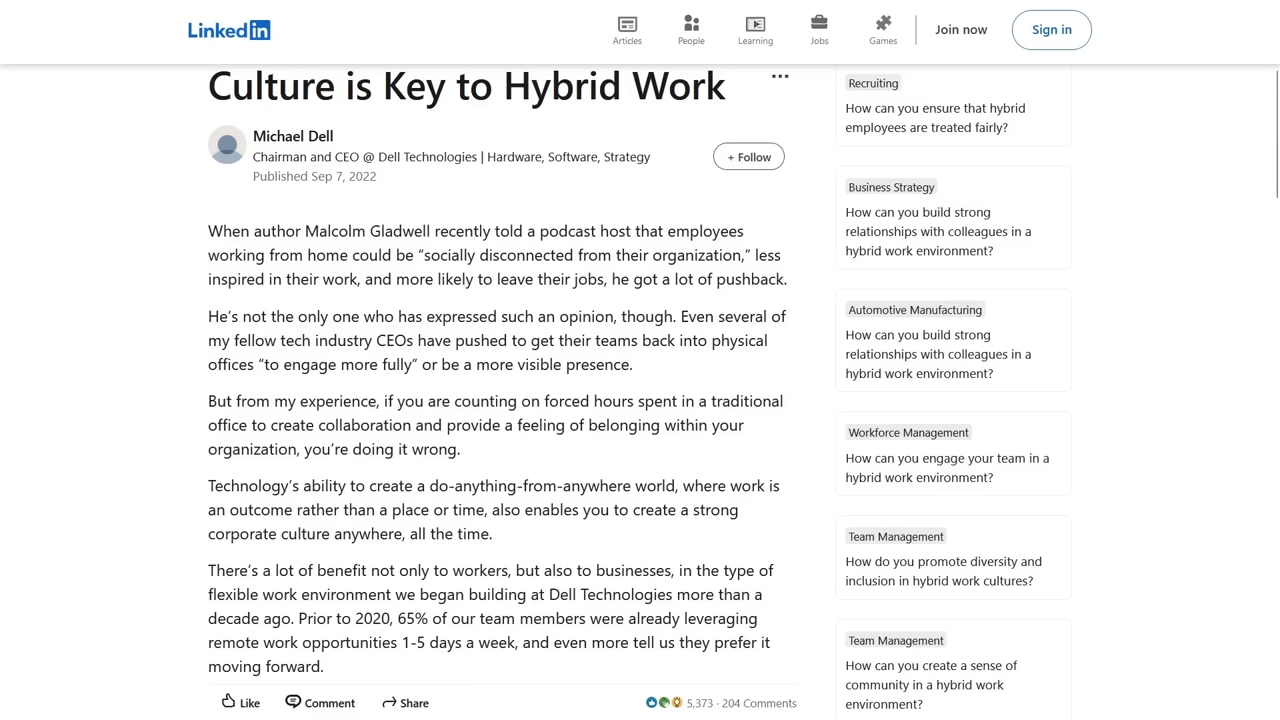 Linked in
Articles
People
Learning
Jobs
Games
Join now
Sign in
Culture is Key to Hybrid Work
Michael Dell
Chairman and CEO @ Dell Technologies | Hardware, Software, Strategy
Published Sep 7, 2022
+ Follow
When author Malcolm Gladwell recently told a podcast host that employees
working from home could be “socially disconnected from their organization,” less
inspired in their work, and more likely to leave their jobs, he got a lot of pushback.
He’s not the only one who has expressed such an opinion, though. Even several of
my fellow tech industry CEOs have pushed to get their teams back into physical
offices “to engage more fully” or be a more visible presence.
But from my experience, if you are counting on forced hours spent in a traditional
office to create collaboration and provide a feeling of belonging within your
organization, you’re doing it wrong.
Technology’s ability to create a do-anything-from-anywhere world, where work is
an outcome rather than a place or time, also enables you to create a strong
corporate culture anywhere, all the time.
There’s a lot of benefit not only to workers, but also to businesses, in the type of
flexible work environment we began building at Dell Technologies more than a
decade ago. Prior to 2020, 65% of our team members were already leveraging
remote work opportunities 1-5 days a week, and even more tell us they prefer it
moving forward.
Like
Comment
Share
5,373 · 204 Comments
Recruiting
How can you ensure that hybrid
employees are treated fairly?
Business Strategy
How can you build strong
relationships with colleagues in a
hybrid work environment?
Automotive Manufacturing
How can you build strong
relationships with colleagues in a
hybrid work environment?
Workforce Management
How can you engage your team in a
hybrid work environment?
Team Management
How do you promote diversity and
inclusion in hybrid work cultures?
Team Management
How can you create a sense of
community in a hybrid work
environment?